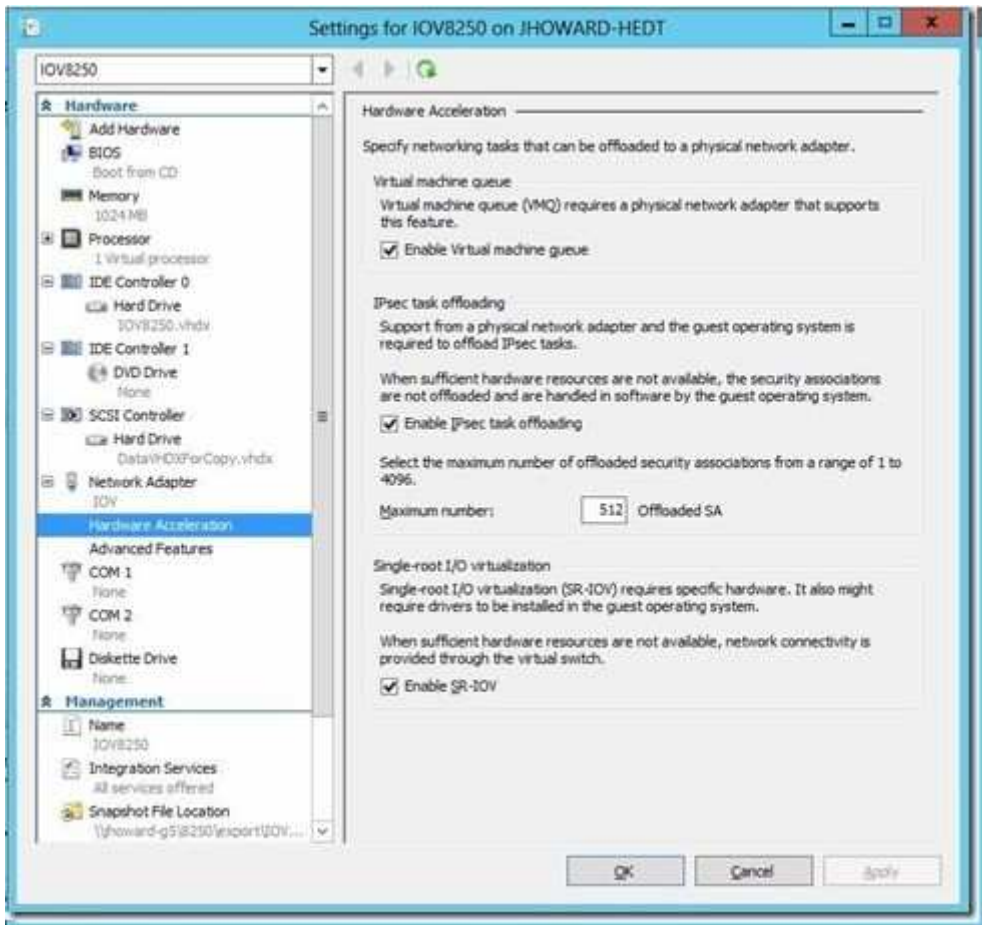 Settings for IOV8250 on JHOWARD-HEDT
IOV8250
Hardware
Add Hardware
BIOS
Boot from CD
Memory
1024 MB
Processor
1 Virtual processor
IDE Controller 0
Hard Drive
IOV8250.vhdx
IDE Controller 1
DVD Drive
None
SCSI Controller
Hard Drive
DataVHDXForCopy.vhdx
Network Adapter
IOV
Hardware Acceleration
Advanced Features
COM 1
None
COM 2
None
Diskette Drive
None
Management
Name
IOV8250
Integration Services
All services offered
Snapshot File Location
\\jhoward-g5\8250\export\IOV...
Hardware Acceleration
Specify networking tasks that can be offloaded to a physical network adapter.
Virtual machine queue
Virtual machine queue (VMQ) requires a physical network adapter that supports
this feature.
Enable Virtual machine queue
IPsec task offloading
Support from a physical network adapter and the guest operating system is
required to offload IPsec tasks.
When sufficient hardware resources are not available, the security associations
are not offloaded and are handed in software by the guest operating system.
Enable IPsec task offloading
Select the maximum number of offloaded security associations from a range of 1 to
4096.
Maximum number: 512 Offloaded SA
Single-root I/O virtualization
Single-root I/O virtualization (SR-IOV) requires specific hardware. It also might
require drivers to be installed in the guest operating system.
When sufficient hardware resources are not available, network connectivity is
provided through the virtual switch.
Enable SR-IOV
OK Cancel Apply